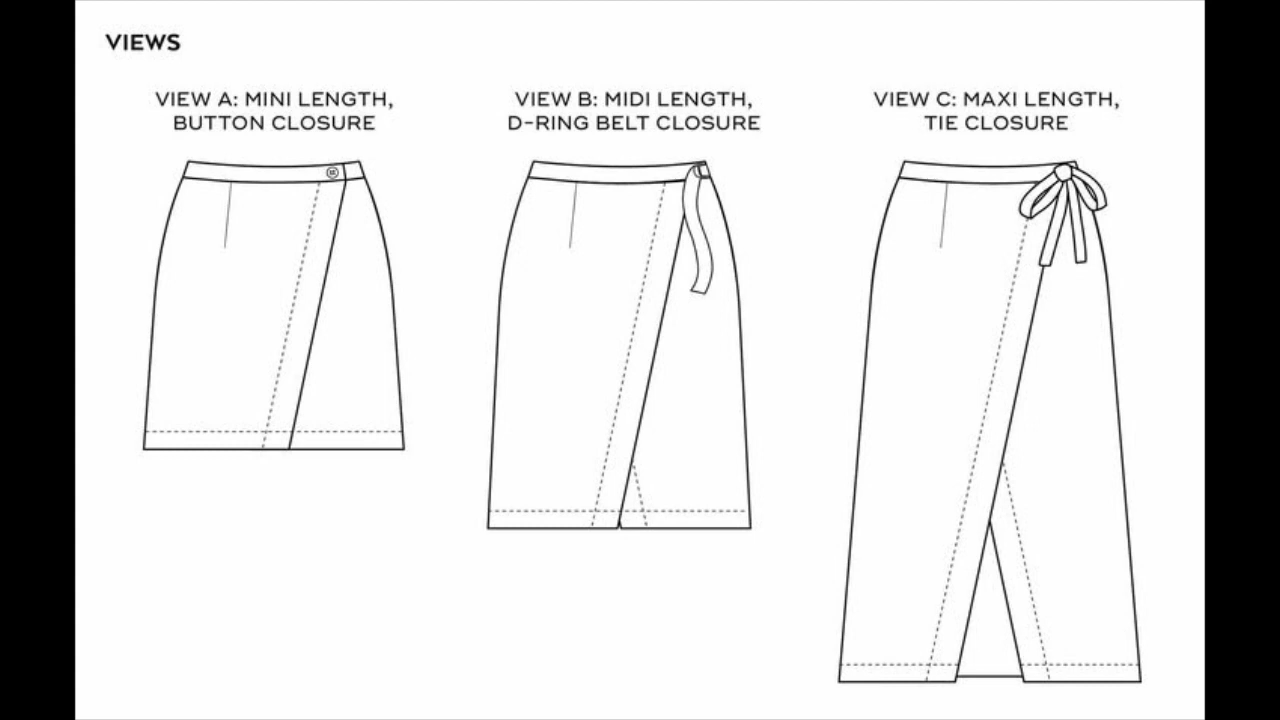 VIEWS
VIEW A: MINI LENGTH,
BUTTON CLOSURE
VIEW B: MIDI LENGTH,
D-RING BELT CLOSURE
VIEW C: MAXI LENGTH,
TIE CLOSURE